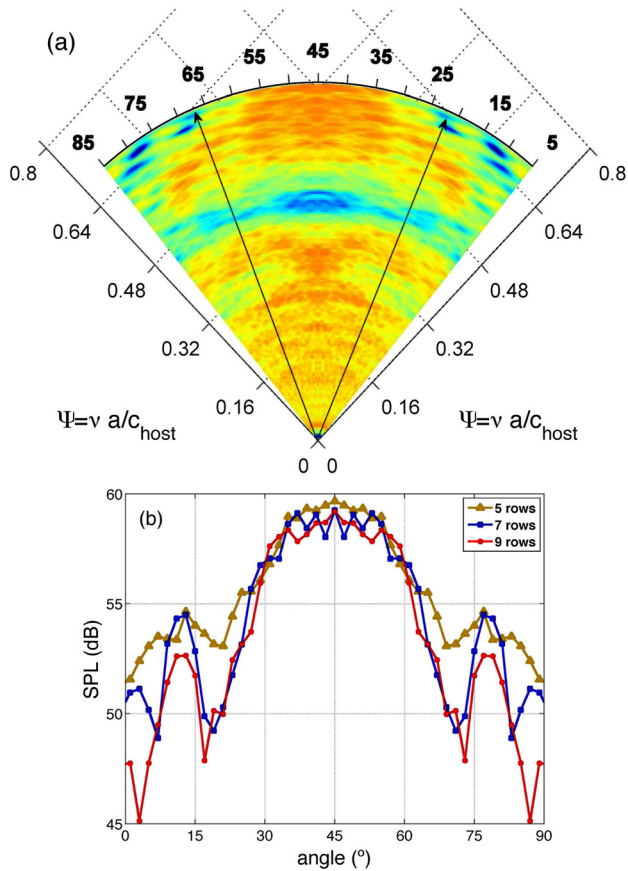 (a)
45
55
35
65
25
75
15
85
5
0.8
0.8
0.64
0.64
0.48
0.48
0.32
0.32
0.16
0.16
Ψ=ν a/c_host
Ψ=ν a/c_host
0 0
(b)
5 rows
7 rows
9 rows
60
55
50
45
SPL (dB)
0 15 30 45 60 75 90
angle (º)